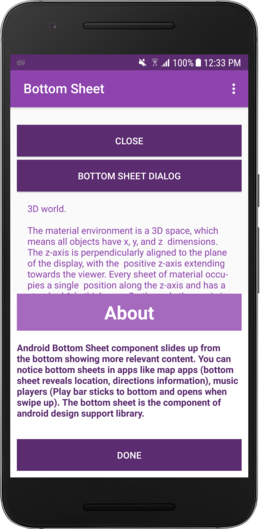 100% 12:33 PM
Bottom Sheet
CLOSE
BOTTOM SHEET DIALOG
3D world.
The material environment is a 3D space, which
means all objects have x, y, and z dimensions.
The z-axis is perpendicularly aligned to the plane
of the display, with the positive z-axis extending
towards the viewer. Every sheet of material occu-
pies a single position along the z-axis and has a
About
Android Bottom Sheet component slides up from
the bottom showing more relevant content. You can
notice bottom sheets in apps like map apps (bottom
sheet reveals location, directions information), music
players (Play bar sticks to bottom and opens when
swipe up). The bottom sheet is the component of
android design support library.
DONE